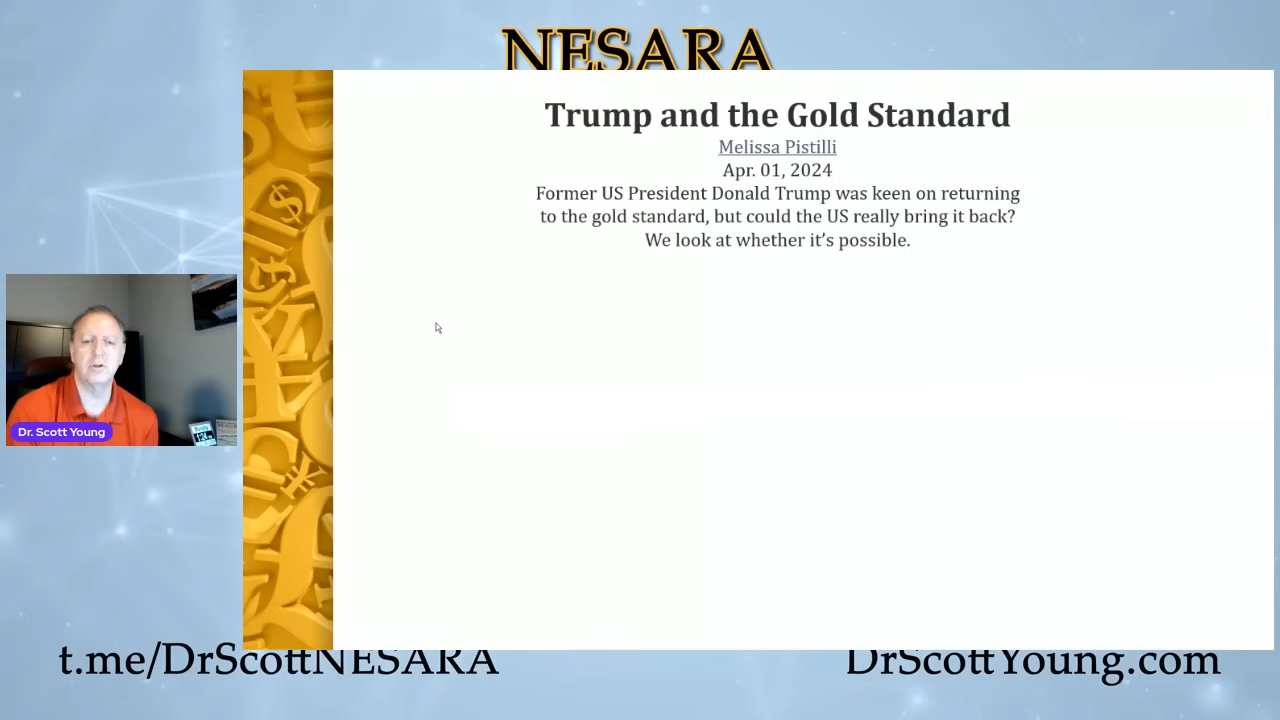 NESARA
Trump and the Gold Standard
Melissa Pistilli
Apr. 01, 2024
Former US President Donald Trump was keen on returning
to the gold standard, but could the US really bring it back?
We look at whether it's possible.
Dr. Scott Young
t.me/DrScottNESARA
DrScottYoung.com